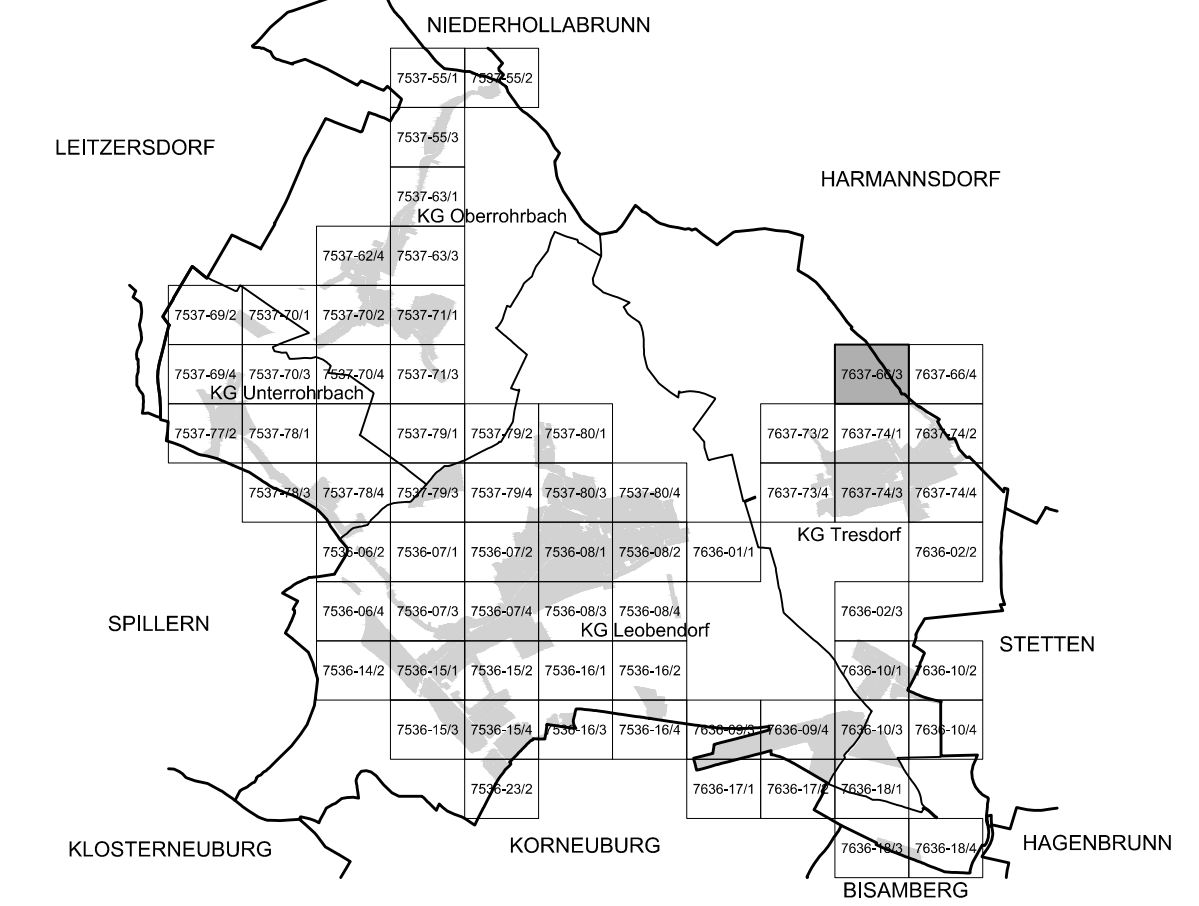 NIEDERHOLLABRUNN
7537-55/1 7537-55/2
7537-55/3
LEITZERSDORF
HARMANNSDORF
7537-63/1
KG Oberrohrbach
7537-62/4 7537-63/3
7537-69/2 7537-70/1 7537-70/2 7537-71/1
7537-69/4 7537-70/3 7537-70/4 7537-71/3 7637-66/3 7637-66/4
KG Unterrohrbach
7537-77/2 7537-78/1 7537-79/1 7537-79/2 7537-80/1 7637-73/2 7637-74/1 7637-74/2
7537-78/3 7537-78/4 7537-79/3 7537-79/4 7537-80/3 7537-80/4 7637-73/4 7637-74/3 7637-74/4
KG Tresdorf
7536-06/2 7536-07/1 7536-07/2 7536-08/1 7536-08/2 7636-01/1 7636-02/2
7536-06/4 7536-07/3 7536-07/4 7536-08/3 7536-08/4 7636-02/3
SPILLERN
KG Leobendorf
STETTEN
7536-14/2 7536-15/1 7536-15/2 7536-16/1 7536-16/2 7636-10/1 7636-10/2
7536-15/3 7536-15/4 7536-16/3 7536-16/4 7636-09/3 7636-09/4 7636-10/3 7636-10/4
7536-23/2 7636-17/1 7636-17/2 7636-18/1
KLOSTERNEUBURG
KORNEUBURG
7636-18/3 7636-18/4
HAGENBRUNN
BISAMBERG